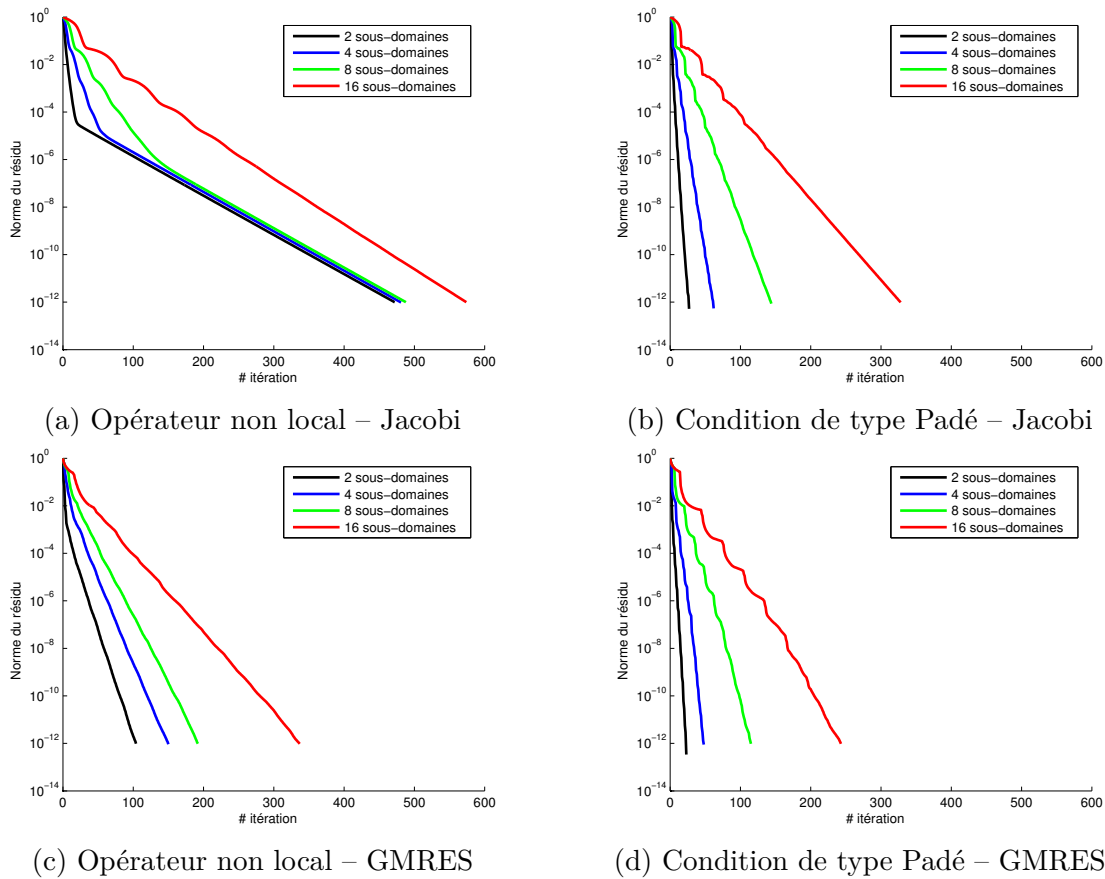 10^0
10^-2
10^-4
10^-6
10^-8
10^-10
10^-12
10^-14
Norme du résidu
0 100 200 300 400 500 600
# itération
2 sous−domaines
4 sous−domaines
8 sous−domaines
16 sous−domaines
(a) Opérateur non local – Jacobi
10^0
10^-2
10^-4
10^-6
10^-8
10^-10
10^-12
10^-14
Norme du résidu
0 100 200 300 400 500 600
# itération
2 sous−domaines
4 sous−domaines
8 sous−domaines
16 sous−domaines
(b) Condition de type Padé – Jacobi
10^0
10^-2
10^-4
10^-6
10^-8
10^-10
10^-12
10^-14
Norme du résidu
0 100 200 300 400 500 600
# itération
2 sous−domaines
4 sous−domaines
8 sous−domaines
16 sous−domaines
(c) Opérateur non local – GMRES
10^0
10^-2
10^-4
10^-6
10^-8
10^-10
10^-12
10^-14
Norme du résidu
0 100 200 300 400 500 600
# itération
2 sous−domaines
4 sous−domaines
8 sous−domaines
16 sous−domaines
(d) Condition de type Padé – GMRES